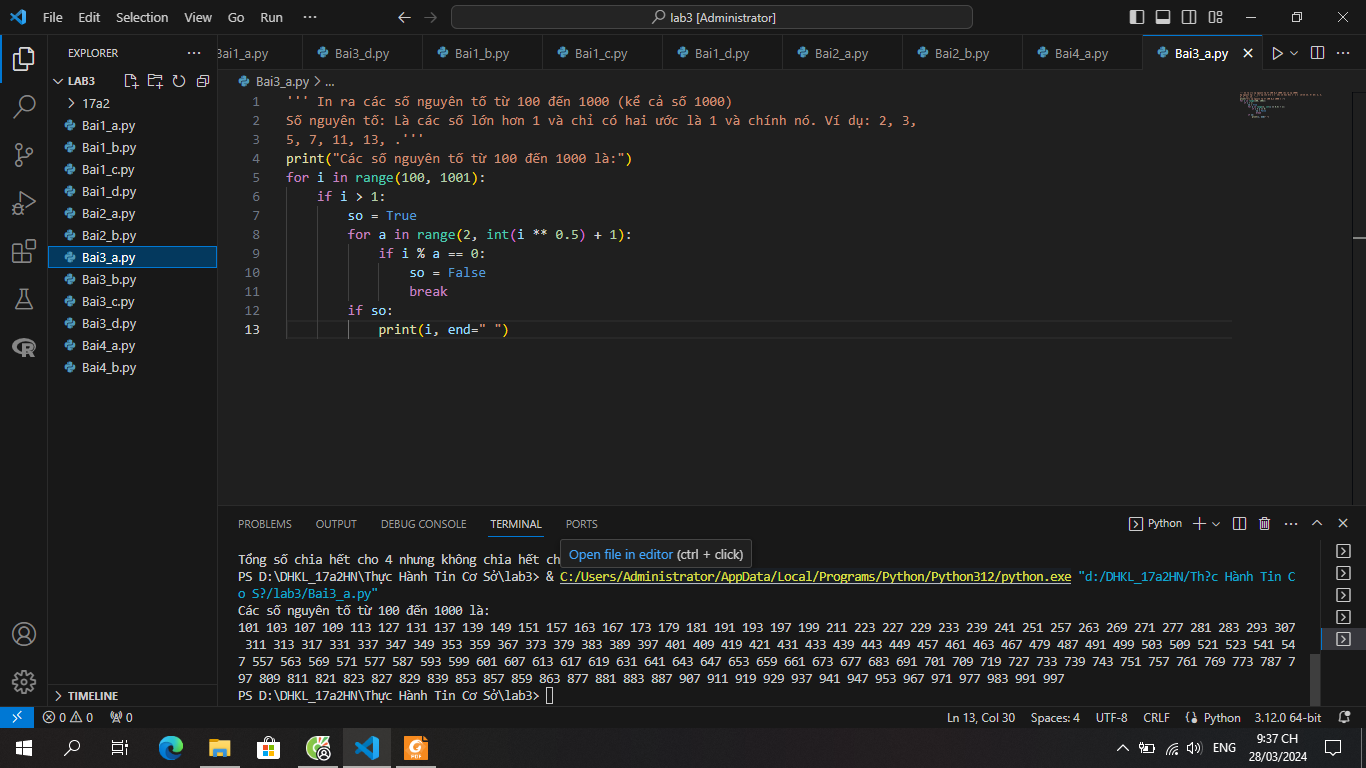 File Edit Selection View Go Run ··· lab3 [Administrator]
EXPLORER ···
Bai1_a.py Bai3_d.py Bai1_b.py Bai1_c.py Bai1_d.py Bai2_a.py Bai2_b.py Bai4_a.py Bai3_a.py
LAB3
17a2
Bai1_a.py
Bai1_b.py
Bai1_c.py
Bai1_d.py
Bai2_a.py
Bai2_b.py
Bai3_a.py
Bai3_b.py
Bai3_c.py
Bai3_d.py
Bai4_a.py
Bai4_b.py
TIMELINE
Bai3_a.py > ...
1 ''' In ra các số nguyên tố từ 100 đến 1000 (kể cả số 1000)
2 Số nguyên tố: Là các số lớn hơn 1 và chỉ có hai ước là 1 và chính nó. Ví dụ: 2, 3,
3 5, 7, 11, 13, .'''
4 print("Các số nguyên tố từ 100 đến 1000 là:")
5 for i in range(100, 1001):
6 if i > 1:
7 so = True
8 for a in range(2, int(i ** 0.5) + 1):
9 if i % a == 0:
10 so = False
11 break
12 if so:
13 print(i, end=" ")
PROBLEMS OUTPUT DEBUG CONSOLE TERMINAL PORTS Python
Open file in editor (ctrl + click)
Tổng số chia hết cho 4 nhưng không chia hết ch
PS D:\DHKL_17a2HN\Thực Hành Tin Cơ Sở\lab3> & C:/Users/Administrator/AppData/Local/Programs/Python/Python312/python.exe "d:/DHKL_17a2HN/Th?c Hành Tin C
o S?/lab3/Bai3_a.py"
Các số nguyên tố từ 100 đến 1000 là:
101 103 107 109 113 127 131 137 139 149 151 157 163 167 173 179 181 191 193 197 199 211 223 227 229 233 239 241 251 257 263 269 271 277 281 283 293 307
311 313 317 331 337 347 349 353 359 367 373 379 383 389 397 401 409 419 421 431 433 439 443 449 457 461 463 467 479 487 491 499 503 509 521 523 541 54
7 557 563 569 571 577 587 593 599 601 607 613 617 619 631 641 643 647 653 659 661 673 677 683 691 701 709 719 727 733 739 743 751 757 761 769 773 787 7
97 809 811 821 823 827 829 839 853 857 859 863 877 881 883 887 907 911 919 929 937 941 947 953 967 971 977 983 991 997
PS D:\DHKL_17a2HN\Thực Hành Tin Cơ Sở\lab3>
0 0 0 Ln 13, Col 30 Spaces: 4 UTF-8 CRLF Python 3.12.0 64-bit
ENG 9:37 CH
28/03/2024